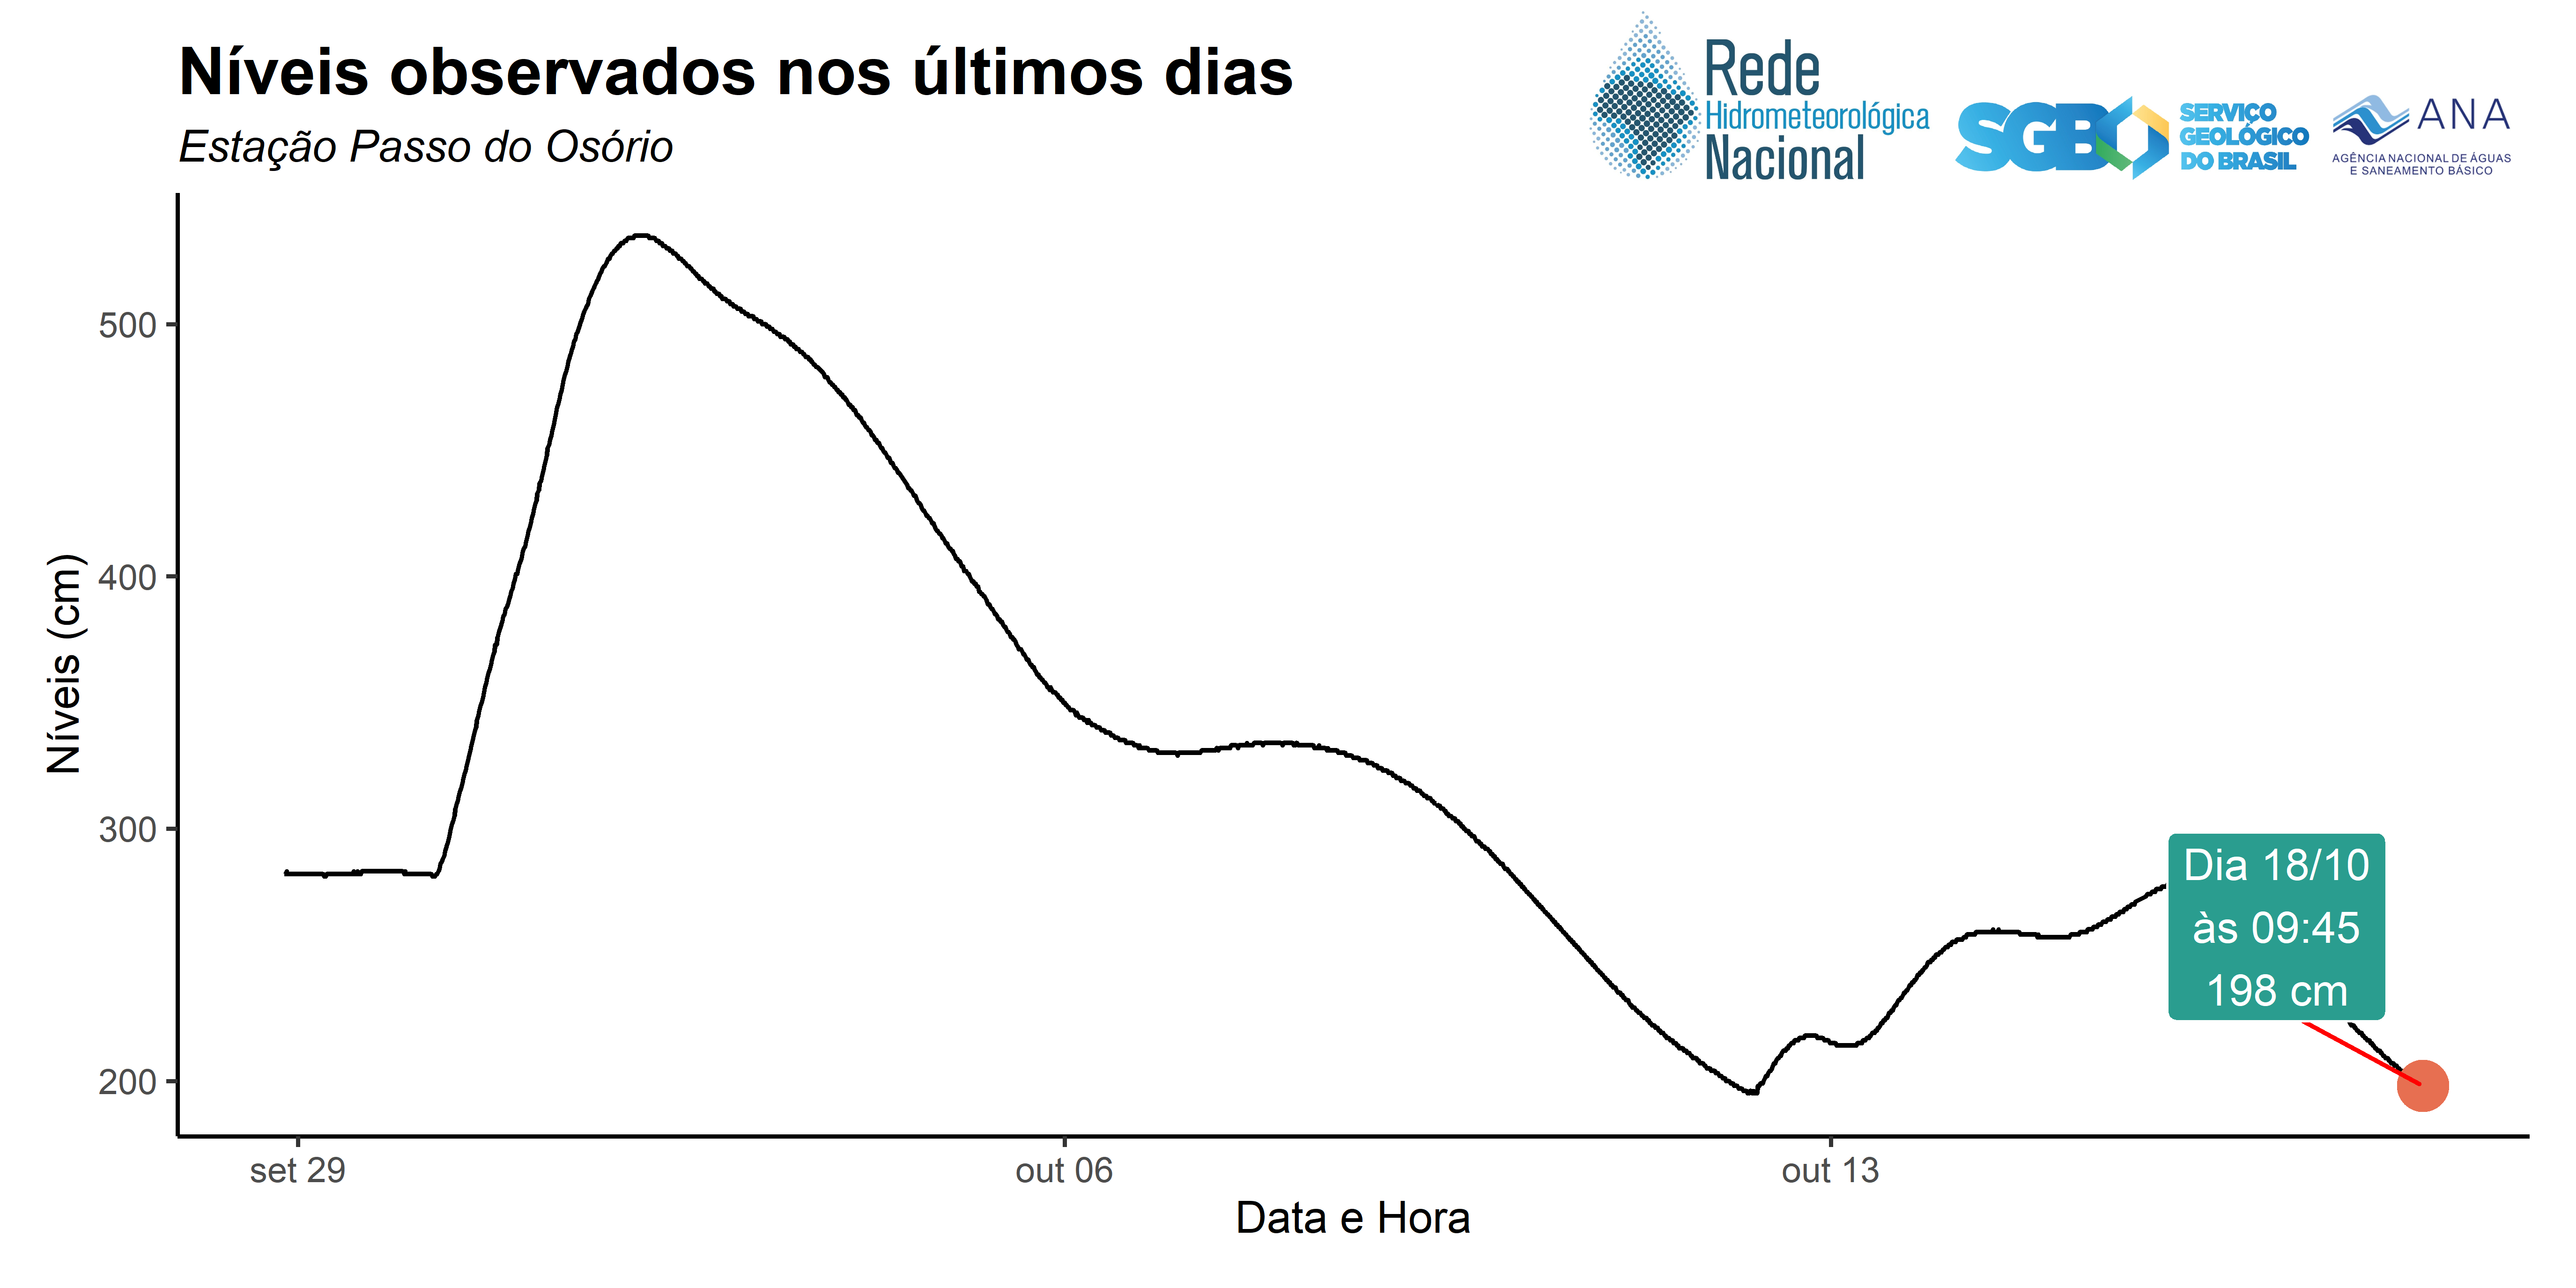 Níveis observados nos últimos dias
Estação Passo do Osório
Rede
Hidrometeorológica
Nacional
SGB
SERVIÇO
GEOLÓGICO
DO BRASIL
ANA
AGÊNCIA NACIONAL DE ÁGUAS
E SANEAMENTO BÁSICO
Níveis (cm)
500
400
300
200
Dia 18/10
às 09:45
198 cm
set 29
out 06
out 13
Data e Hora